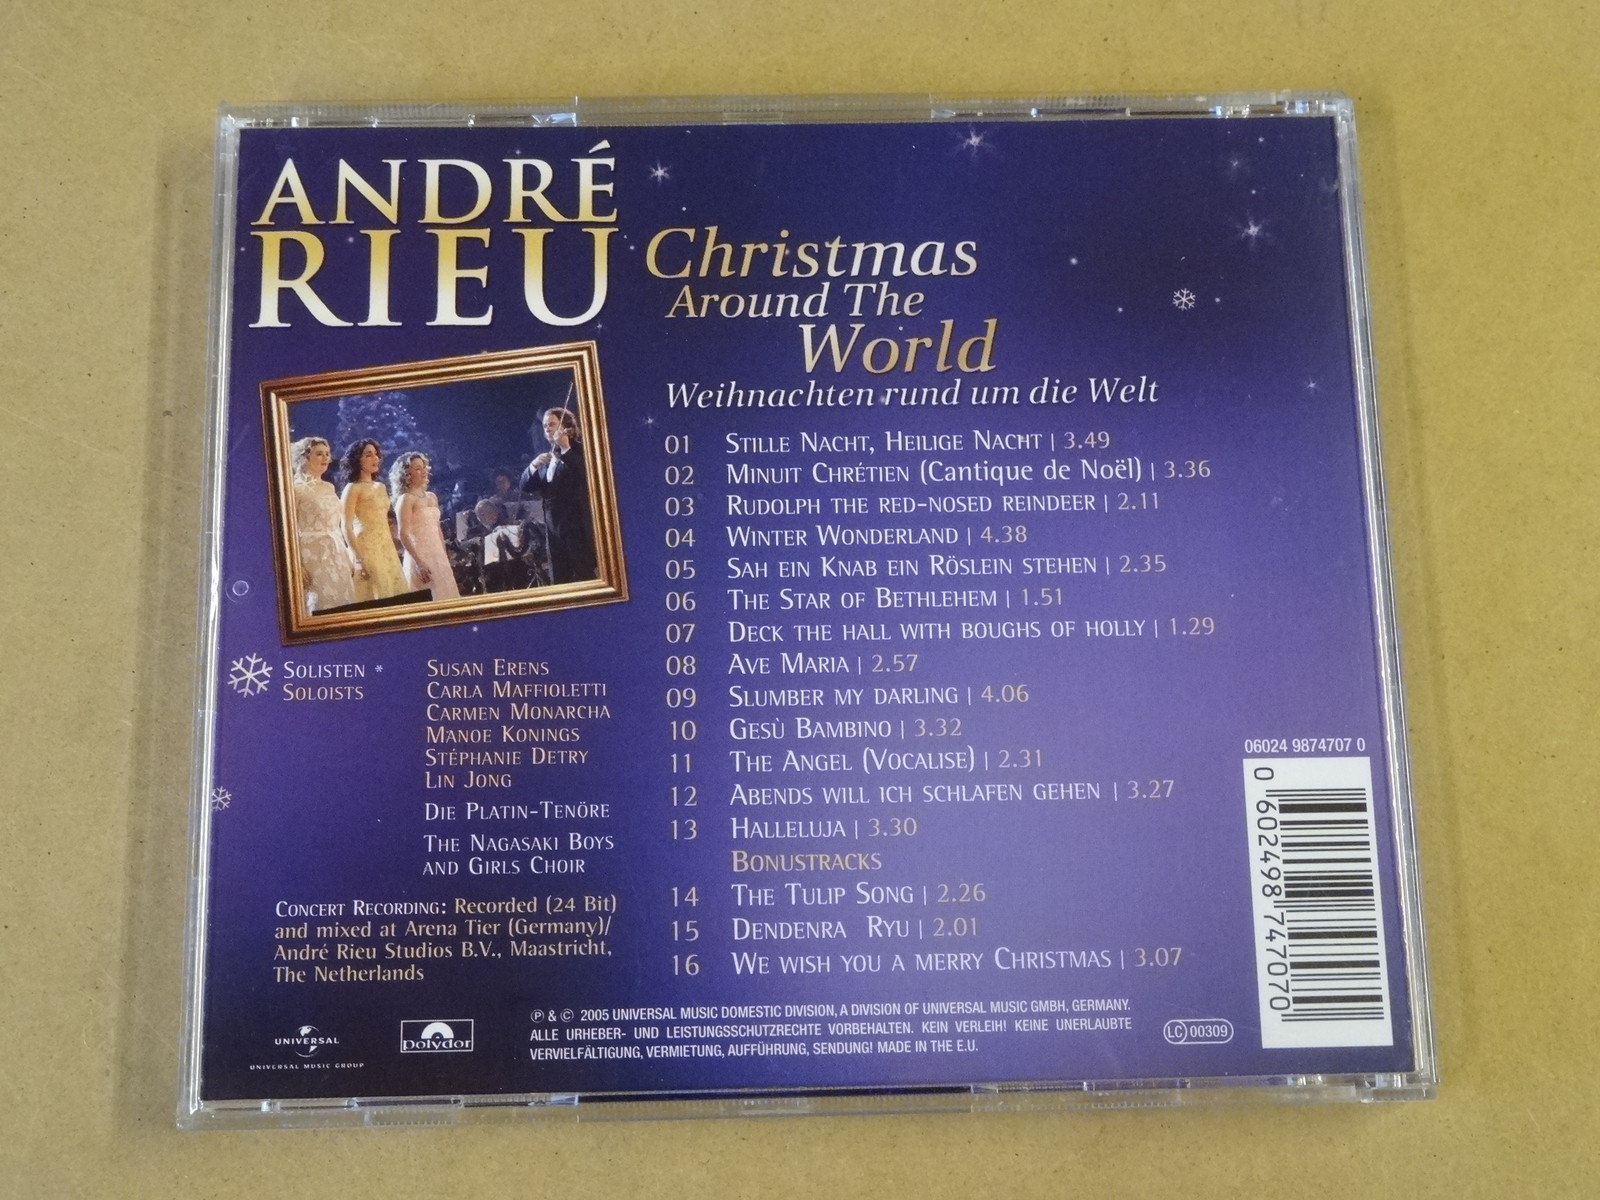 ANDRÉ
RIEU
Christmas
Around The
World
Weihnachten rund um die Welt
01 STILLE NACHT, HEILIGE NACHT | 3.49
02 MINUIT CHRÉTIEN (Cantique de Noël) | 3.36
03 RUDOLPH THE RED-NOSED REINDEER | 2.11
04 WINTER WONDERLAND | 4.38
05 SAH EIN KNAB EIN RÖSLEIN STEHEN | 2.35
06 THE STAR OF BETHLEHEM | 1.51
07 DECK THE HALL WITH BOUGHS OF HOLLY | 1.29
08 AVE MARIA | 2.57
09 SLUMBER MY DARLING | 4.06
10 GESÙ BAMBINO | 3.32
11 THE ANGEL (VOCALISE) | 2.31
12 ABENDS WILL ICH SCHLAFEN GEHEN | 3.27
13 HALLELUJA | 3.30
BONUSTRACKS
14 THE TULIP SONG | 2.26
15 DENDENRA RYU | 2.01
16 WE WISH YOU A MERRY CHRISTMAS | 3.07
SOLISTEN *
SOLOISTS
SUSAN ERENS
CARLA MAFFIOLETTI
CARMEN MONARCHA
MANOE KONINGS
STÉPHANIE DETRY
LIN JONG
DIE PLATIN-TENÖRE
THE NAGASAKI BOYS
AND GIRLS CHOIR
CONCERT RECORDING: Recorded (24 Bit)
and mixed at Arena Tier (Germany)/
André Rieu Studios B.V., Maastricht,
The Netherlands
UNIVERSAL
UNIVERSAL MUSIC GROUP
polydor
℗ & © 2005 UNIVERSAL MUSIC DOMESTIC DIVISION, A DIVISION OF UNIVERSAL MUSIC GMBH, GERMANY.
ALLE URHEBER- UND LEISTUNGSSCHUTZRECHTE VORBEHALTEN. KEIN VERLEIH! KEINE UNERLAUBTE
VERVIELFÄLTIGUNG, VERMIETUNG, AUFFÜHRUNG, SENDUNG! MADE IN THE E.U.
LC 00309
06024 9874707 0
0 602498 747070